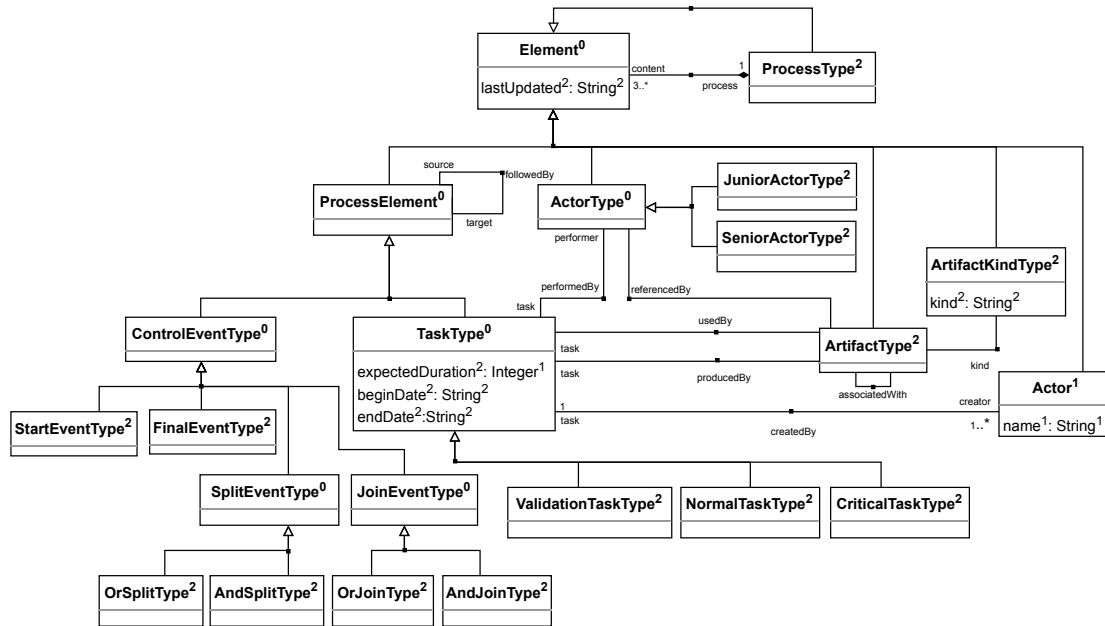 Element⁰
lastUpdated²: String²
content
3..*
1
process
ProcessType²
source
followedBy
target
ProcessElement⁰
ActorType⁰
performer
JuniorActorType²
SeniorActorType²
ArtifactKindType²
kind²: String²
performedBy
referencedBy
task
ControlEventType⁰
TaskType⁰
expectedDuration²: Integer¹
beginDate²: String²
endDate²:String²
usedBy
task
task
producedBy
ArtifactType²
associatedWith
kind
Actor¹
name¹: String¹
creator
1..*
1
task
createdBy
StartEventType²
FinalEventType²
SplitEventType⁰
JoinEventType⁰
ValidationTaskType²
NormalTaskType²
CriticalTaskType²
OrSplitType²
AndSplitType²
OrJoinType²
AndJoinType²